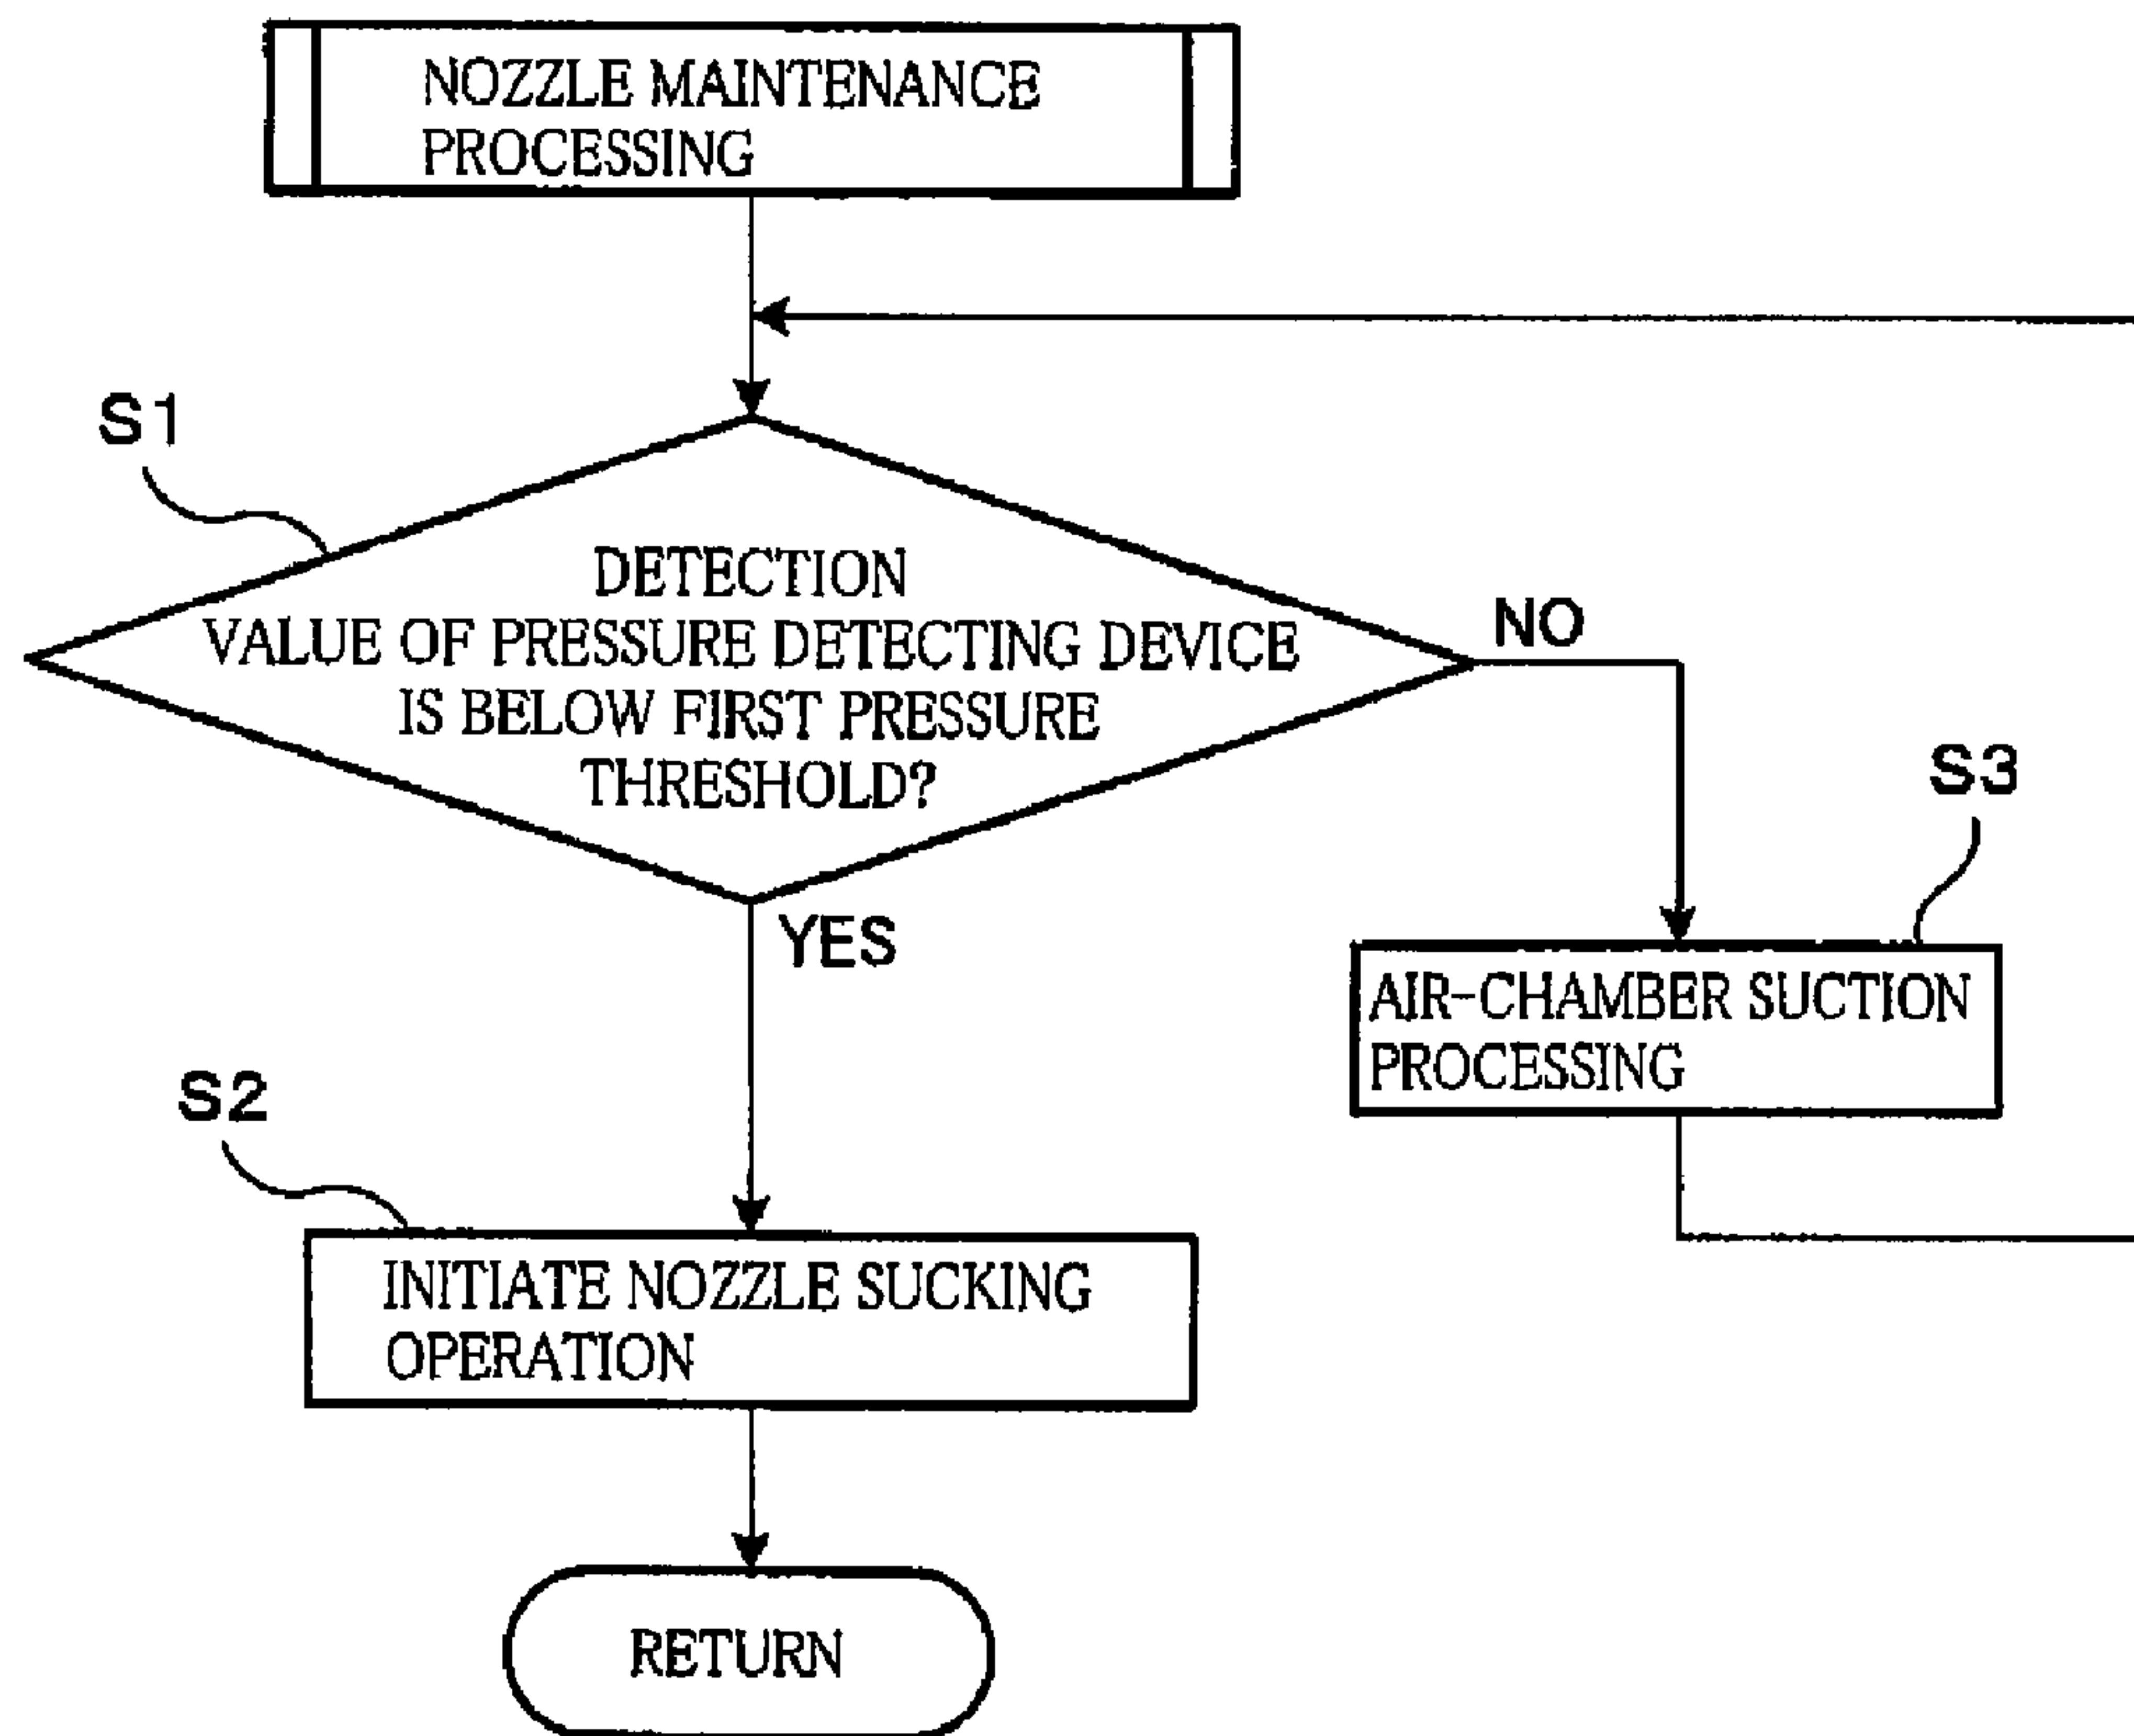 NOZZLE MAINTENANCE
PROCESSING
S1
DETECTION
VALUE OF PRESSURE DETECTING DEVICE
IS BELOW FIRST PRESSURE
THRESHOLD?
NO
YES
S3
AIR-CHAMBER SUCTION
PROCESSING
S2
INITIATE NOZZLE SUCKING
OPERATION
RETURN